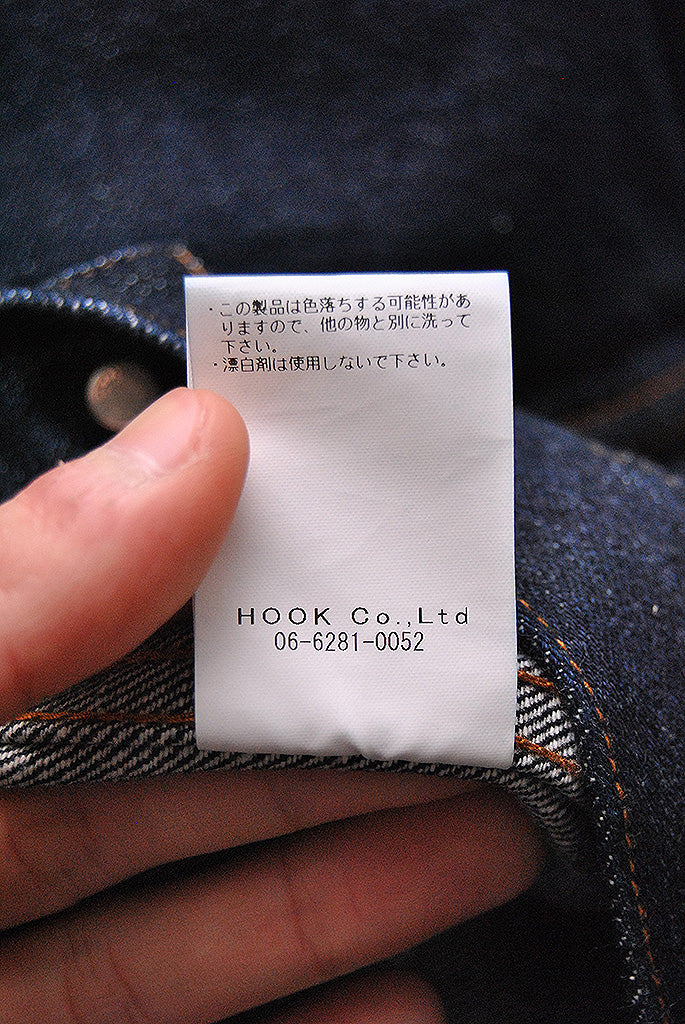 ・この製品は色落ちする可能性があ
りますので、他の物と別に洗って
下さい。
・漂白剤は使用しないで下さい。
HOOK Co.,Ltd
06-6281-0052